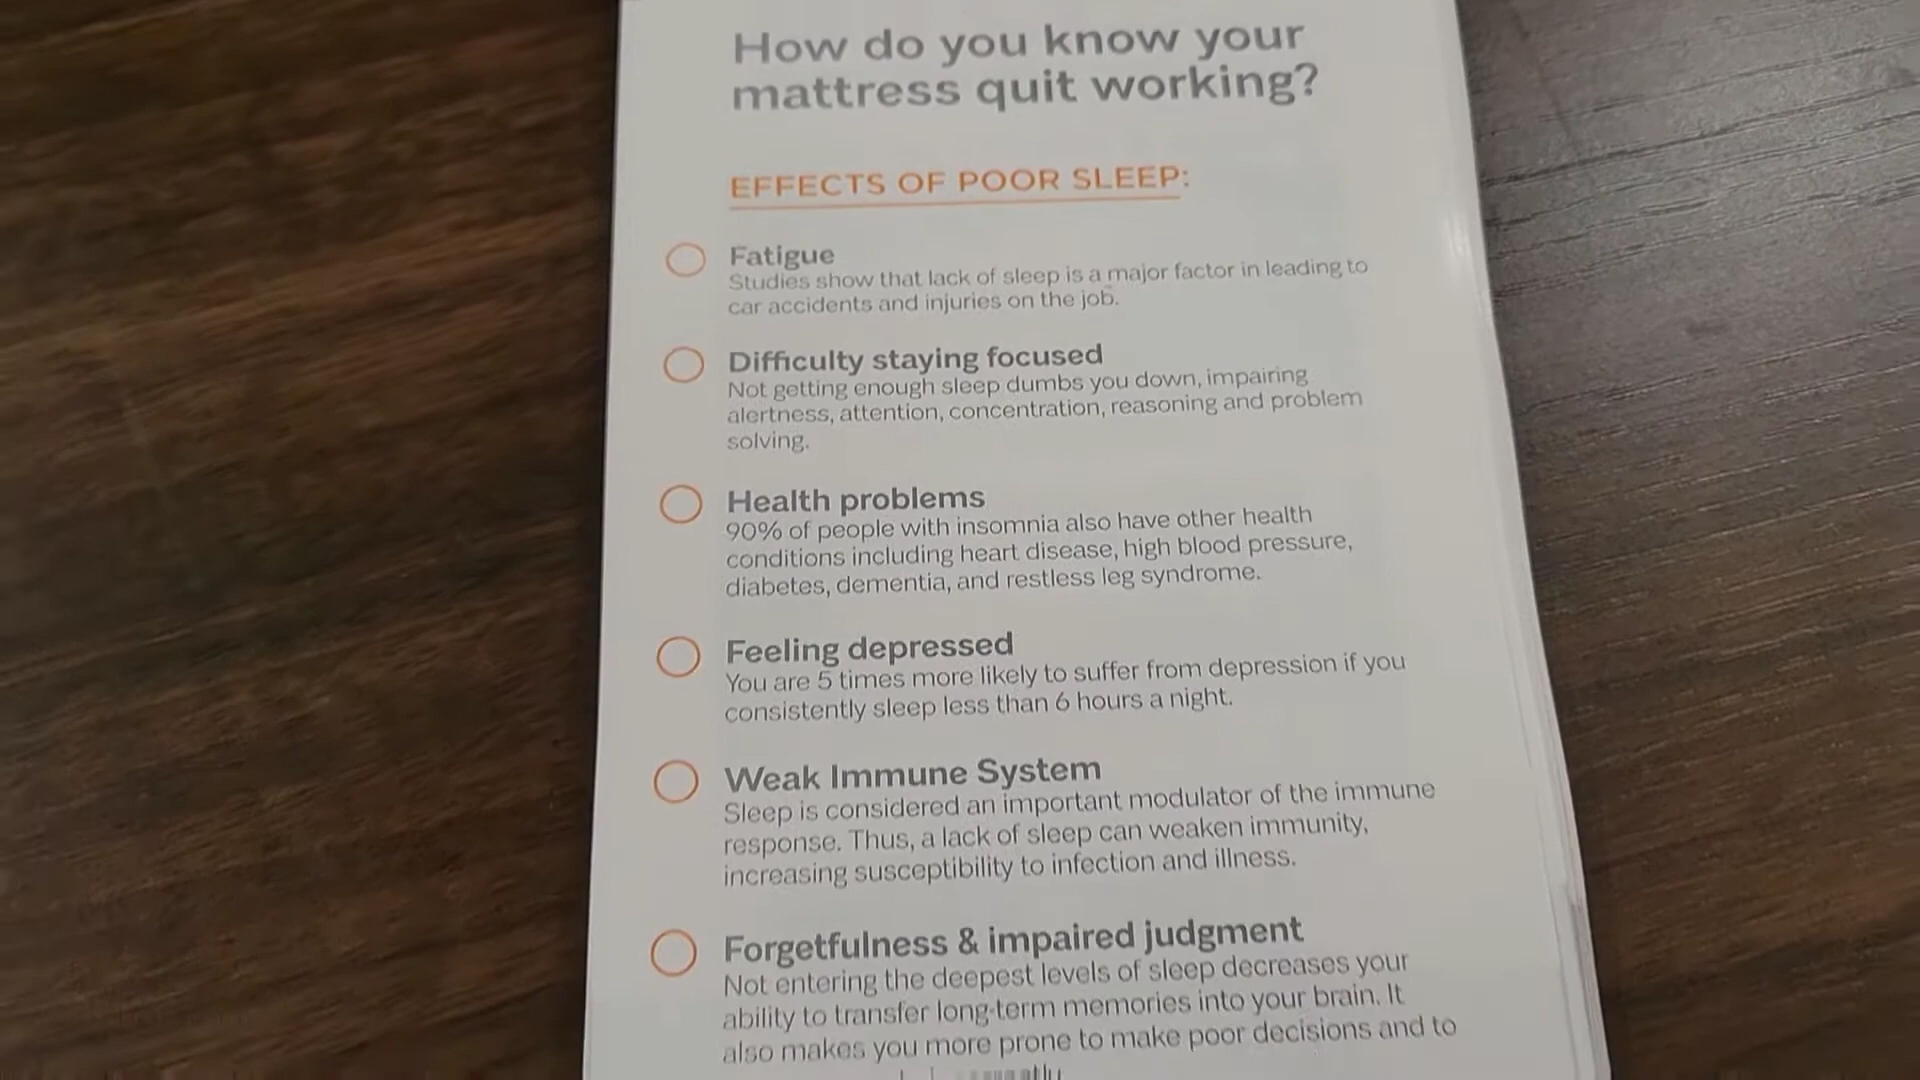 How do you know your
mattress quit working?
EFFECTS OF POOR SLEEP:
Fatigue
Studies show that lack of sleep is a major factor in leading to
car accidents and injuries on the job.
Difficulty staying focused
Not getting enough sleep dumbs you down, impairing
alertness, attention, concentration, reasoning and problem
solving.
Health problems
90% of people with insomnia also have other health
conditions including heart disease, high blood pressure,
diabetes, dementia, and restless leg syndrome.
Feeling depressed
You are 5 times more likely to suffer from depression if you
consistently sleep less than 6 hours a night.
Weak Immune System
Sleep is considered an important modulator of the immune
response. Thus, a lack of sleep can weaken immunity,
increasing susceptibility to infection and illness.
Forgetfulness & impaired judgment
Not entering the deepest levels of sleep decreases your
ability to transfer long-term memories into your brain. It
also makes you more prone to make poor decisions and to